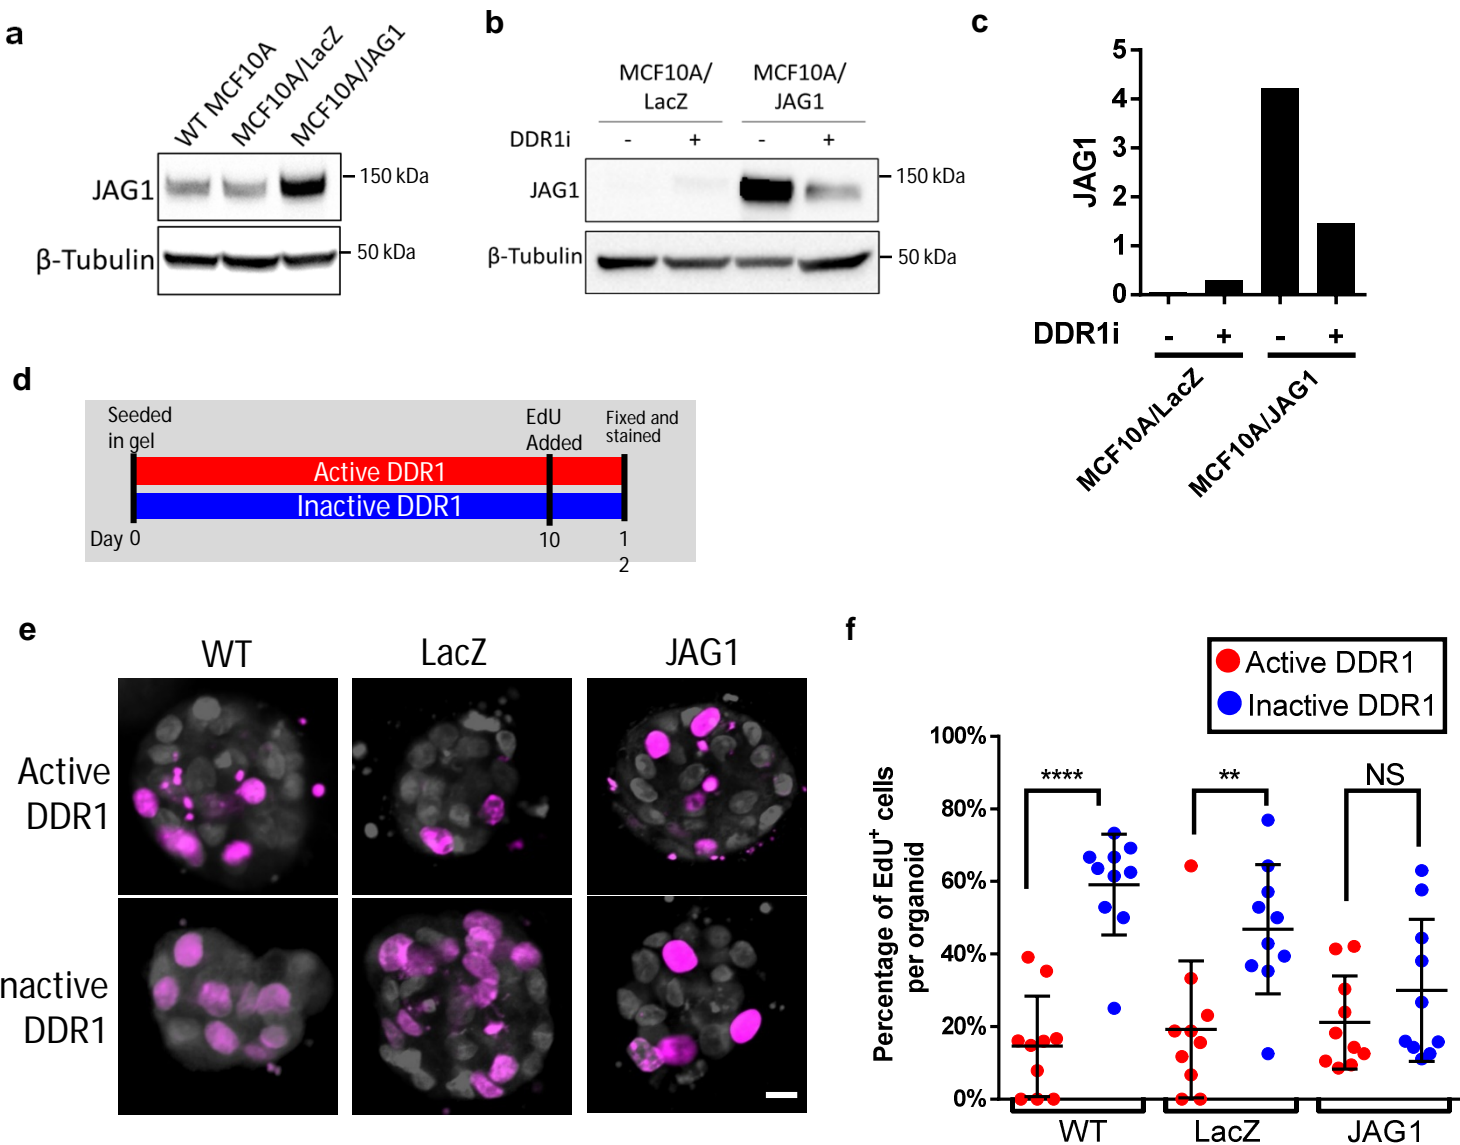 a
WT MCF10A
MCF10A/LacZ
MCF10A/JAG1
JAG1
150 kDa
β-Tubulin
50 kDa
b
MCF10A/
LacZ
MCF10A/
JAG1
DDR1i - + - +
JAG1
150 kDa
β-Tubulin
50 kDa
c
JAG1
5
4
3
2
1
0
DDR1i - + - +
MCF10A/LacZ
MCF10A/JAG1
d
Seeded
in gel
EdU
Added
Fixed and
stained
Active DDR1
Inactive DDR1
Day 0
10
1
2
e
WT
LacZ
JAG1
Active
DDR1
nactive
DDR1
f
Active DDR1
Inactive DDR1
Percentage of EdU+ cells
per organoid
100%
80%
60%
40%
20%
0%
****
**
NS
WT
LacZ
JAG1